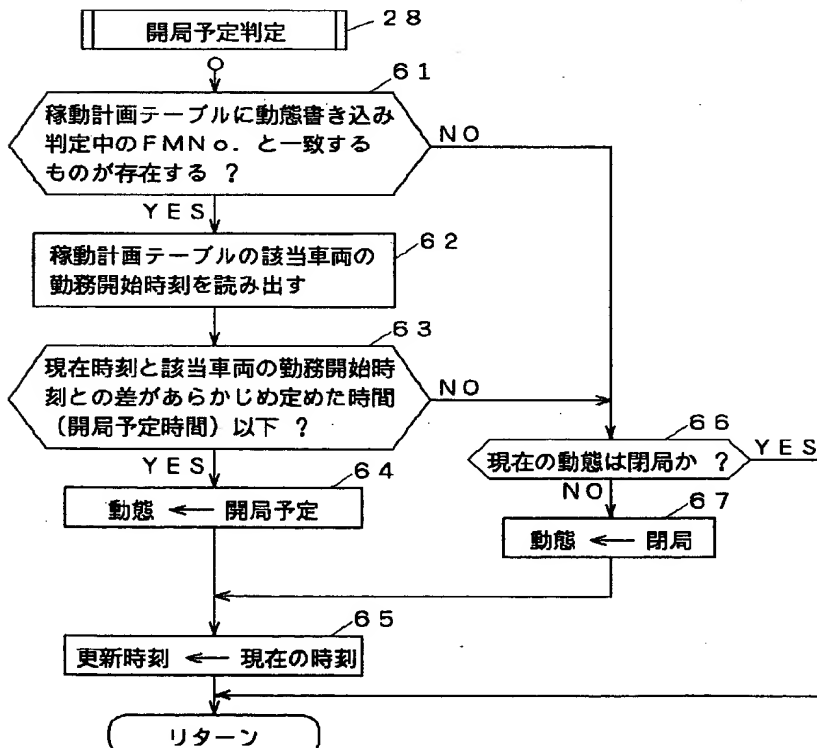 開局予定判定
28
61
稼動計画テーブルに動態書き込み
判定中のFMNo.と一致する
ものが存在する ?
NO
YES
62
稼動計画テーブルの該当車両の
勤務開始時刻を読み出す
63
現在時刻と該当車両の勤務開始時
刻との差があらかじめ定めた時間
(開局予定時間)以下 ?
NO
YES
66
現在の動態は閉局か ?
YES
NO
64
動態 ← 開局予定
67
動態 ← 閉局
65
更新時刻 ← 現在の時刻
リターン